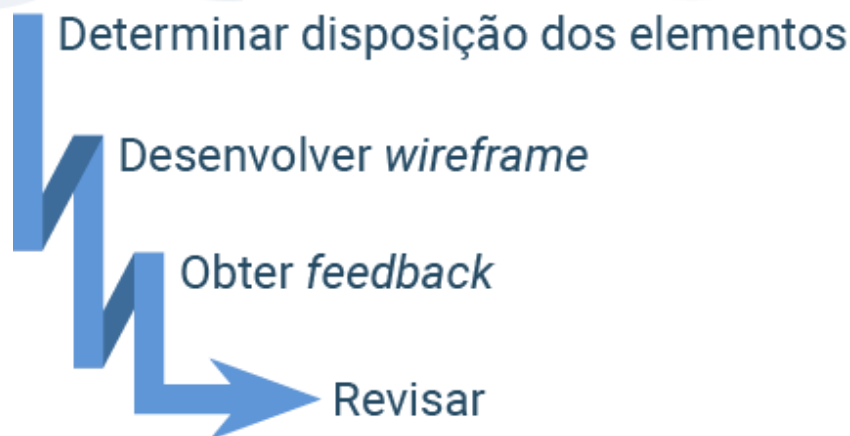 Determinar disposição dos elementos
Desenvolver wireframe
Obter feedback
Revisar